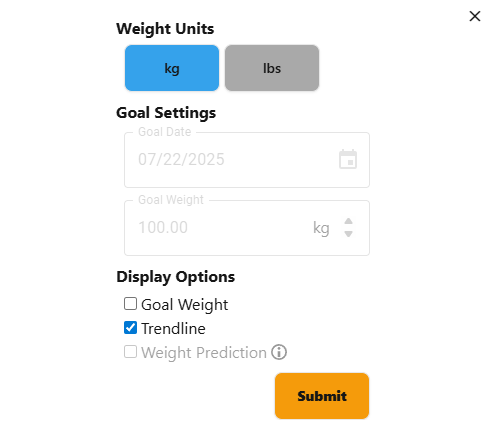 Weight Units
kg lbs
Goal Settings
Goal Date
07/22/2025
Goal Weight
100.00 kg
Display Options
Goal Weight
Trendline
Weight Prediction
Submit